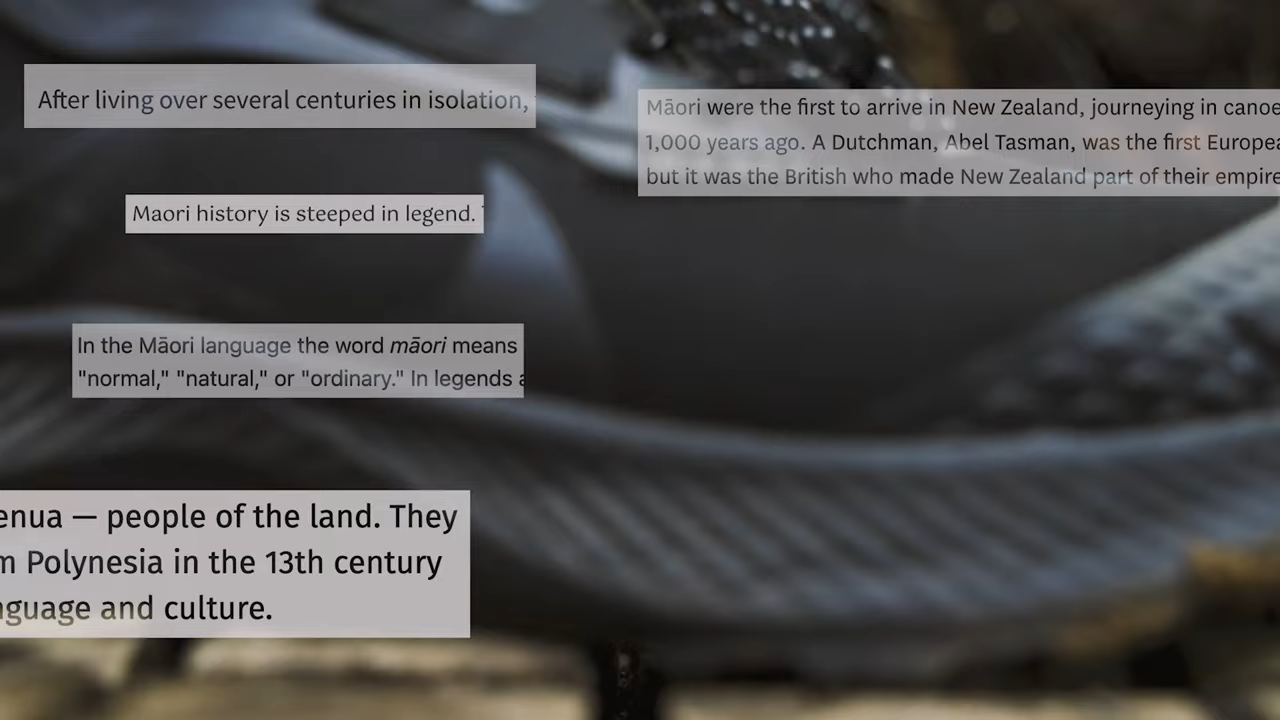 After living over several centuries in isolation,
Māori were the first to arrive in New Zealand, journeying in canoe
1,000 years ago. A Dutchman, Abel Tasman, was the first Europea
but it was the British who made New Zealand part of their empire
Maori history is steeped in legend.
In the Māori language the word māori means
"normal," "natural," or "ordinary." In legends a
enua — people of the land. They
m Polynesia in the 13th century
nguage and culture.